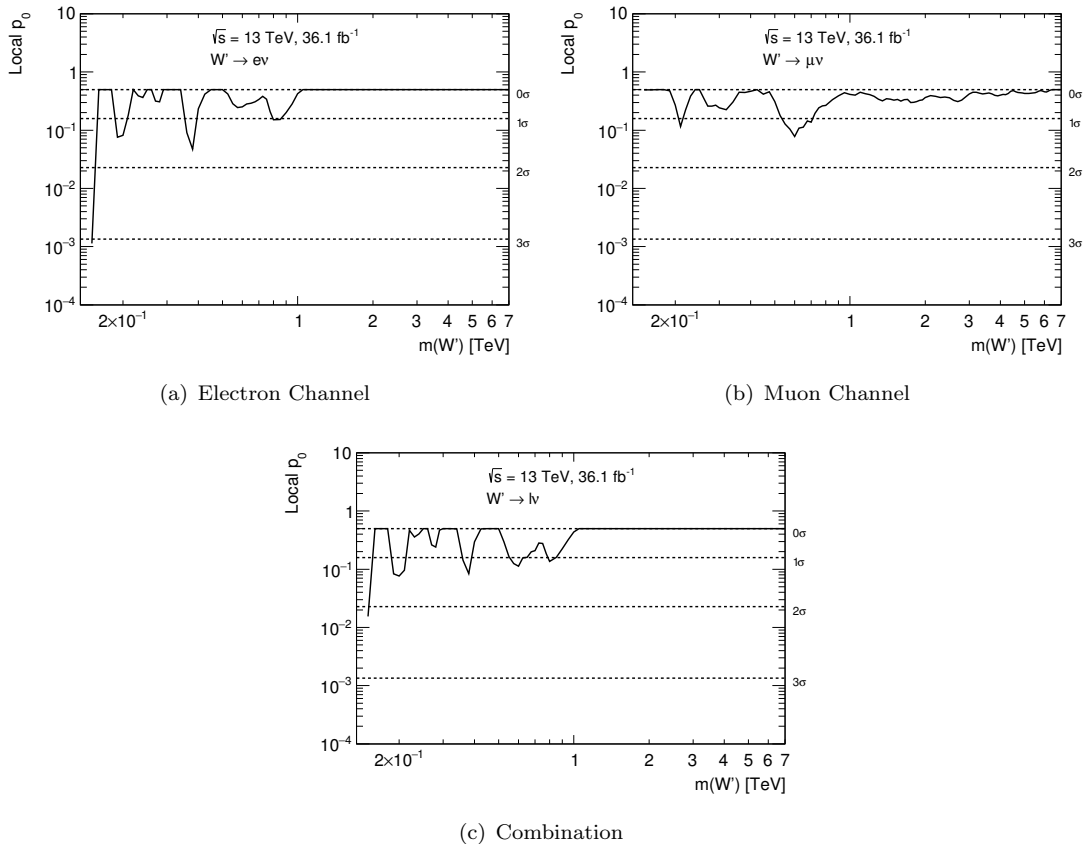 Local p₀
10
1
10⁻¹
10⁻²
10⁻³
10⁻⁴
√s = 13 TeV, 36.1 fb⁻¹
W' → eν
0σ
1σ
2σ
3σ
2×10⁻¹ 1 2 3 4 5 6 7
m(W') [TeV]
(a) Electron Channel
Local p₀
10
1
10⁻¹
10⁻²
10⁻³
10⁻⁴
√s = 13 TeV, 36.1 fb⁻¹
W' → μν
0σ
1σ
2σ
3σ
2×10⁻¹ 1 2 3 4 5 6 7
m(W') [TeV]
(b) Muon Channel
Local p₀
10
1
10⁻¹
10⁻²
10⁻³
10⁻⁴
√s = 13 TeV, 36.1 fb⁻¹
W' → lν
0σ
1σ
2σ
3σ
2×10⁻¹ 1 2 3 4 5 6 7
m(W') [TeV]
(c) Combination